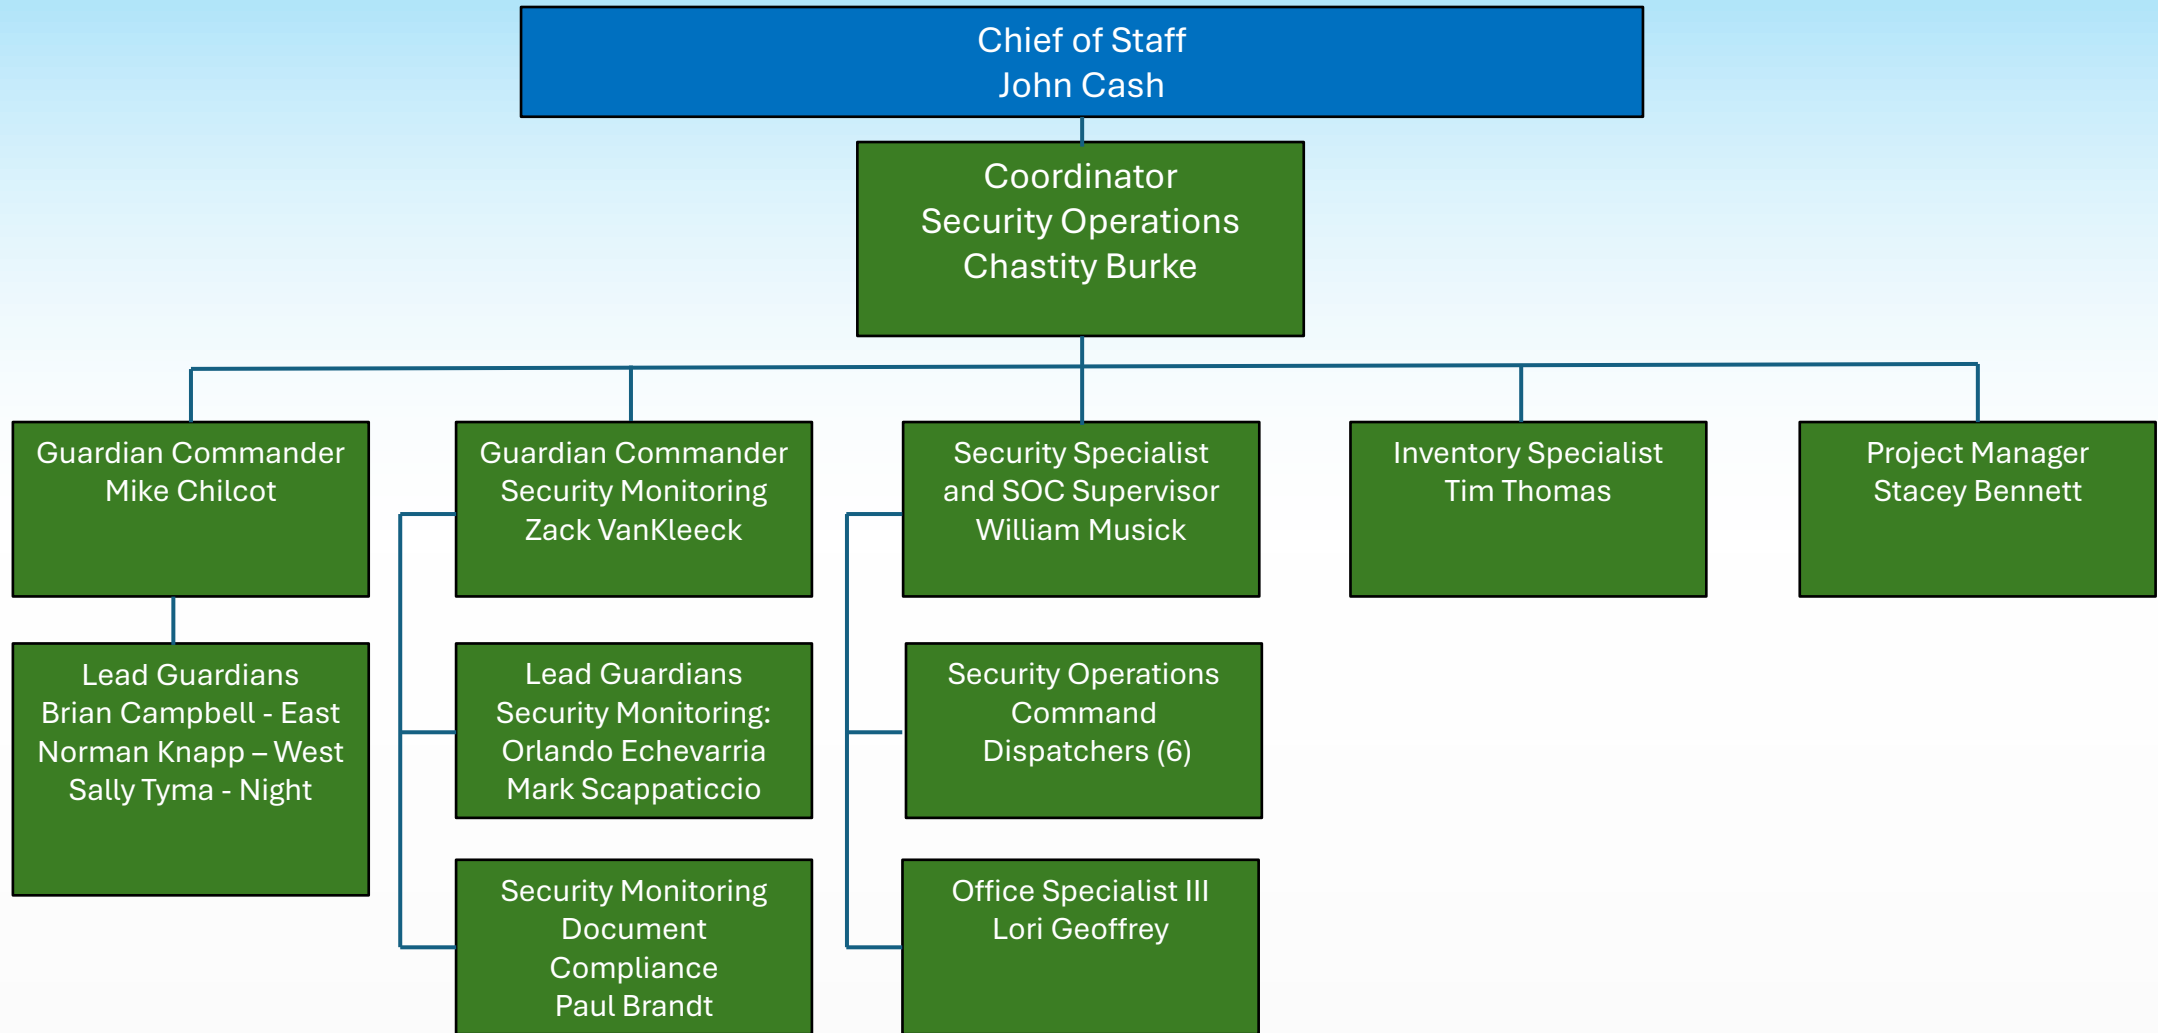 Chief of Staff
John Cash
Coordinator
Security Operations
Chastity Burke
Guardian Commander
Mike Chilcot
Guardian Commander
Security Monitoring
Zack VanKleeck
Security Specialist
and SOC Supervisor
William Musick
Inventory Specialist
Tim Thomas
Project Manager
Stacey Bennett
Lead Guardians
Brian Campbell - East
Norman Knapp – West
Sally Tyma - Night
Lead Guardians
Security Monitoring:
Orlando Echevarria
Mark Scappaticcio
Security Operations
Command
Dispatchers (6)
Security Monitoring
Document
Compliance
Paul Brandt
Office Specialist III
Lori Geoffrey